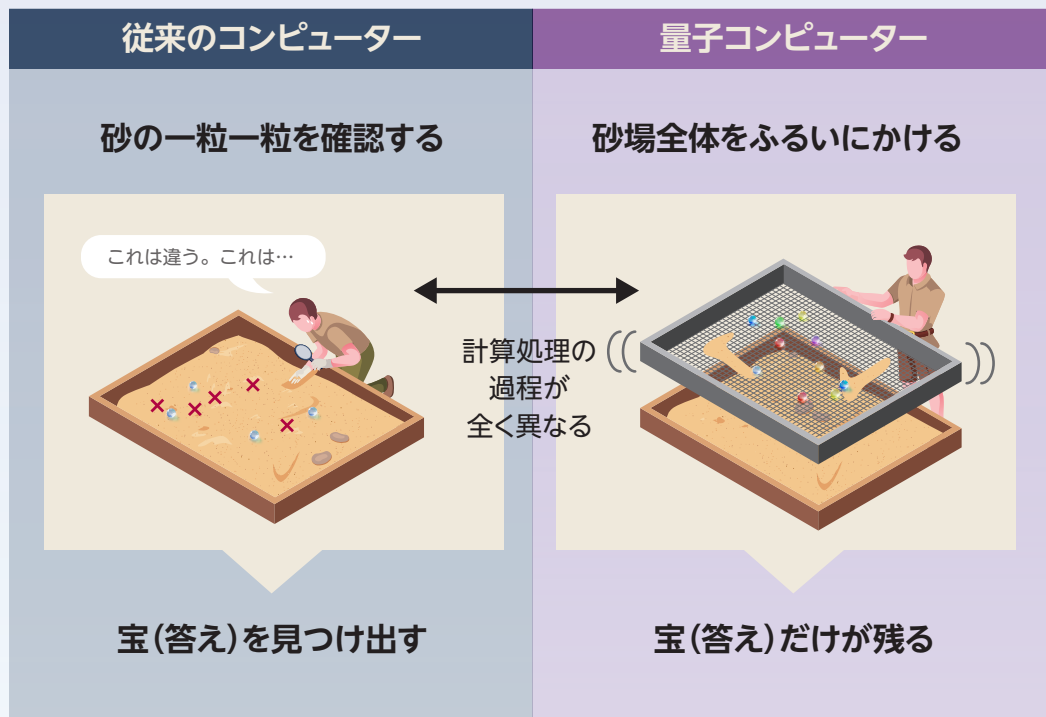 従来のコンピューター
砂の一粒一粒を確認する
これは違う。これは…
宝(答え)を見つけ出す
計算処理の
過程が
全く異なる
量子コンピューター
砂場全体をふるいにかける
宝(答え)だけが残る